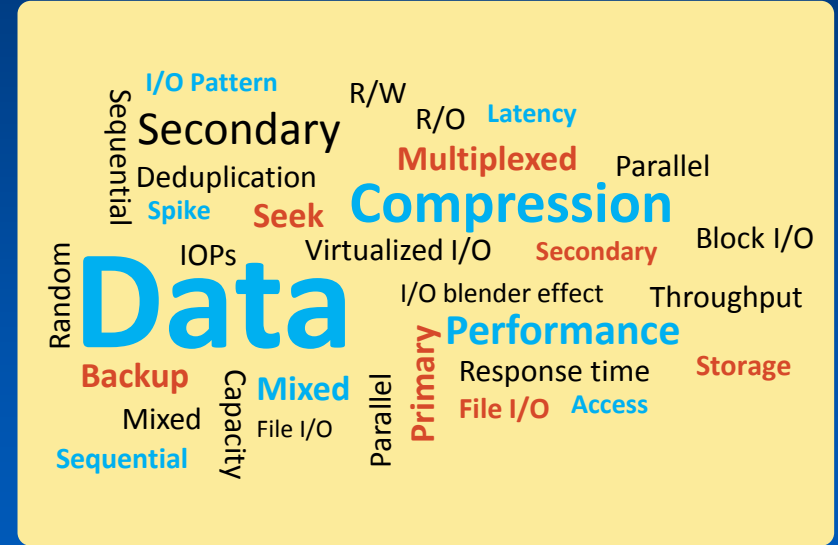 I/O Pattern
R/W
Sequential
Secondary
R/O
Latency
Multiplexed
Parallel
Deduplication
Compression
Spike
Seek
Block I/O
IOPs
Virtualized I/O
Secondary
Random
Data
I/O blender effect
Throughput
Performance
Primary
Backup
Capacity
Mixed
Parallel
Response time
Storage
Mixed
File I/O
File I/O
Access
Sequential